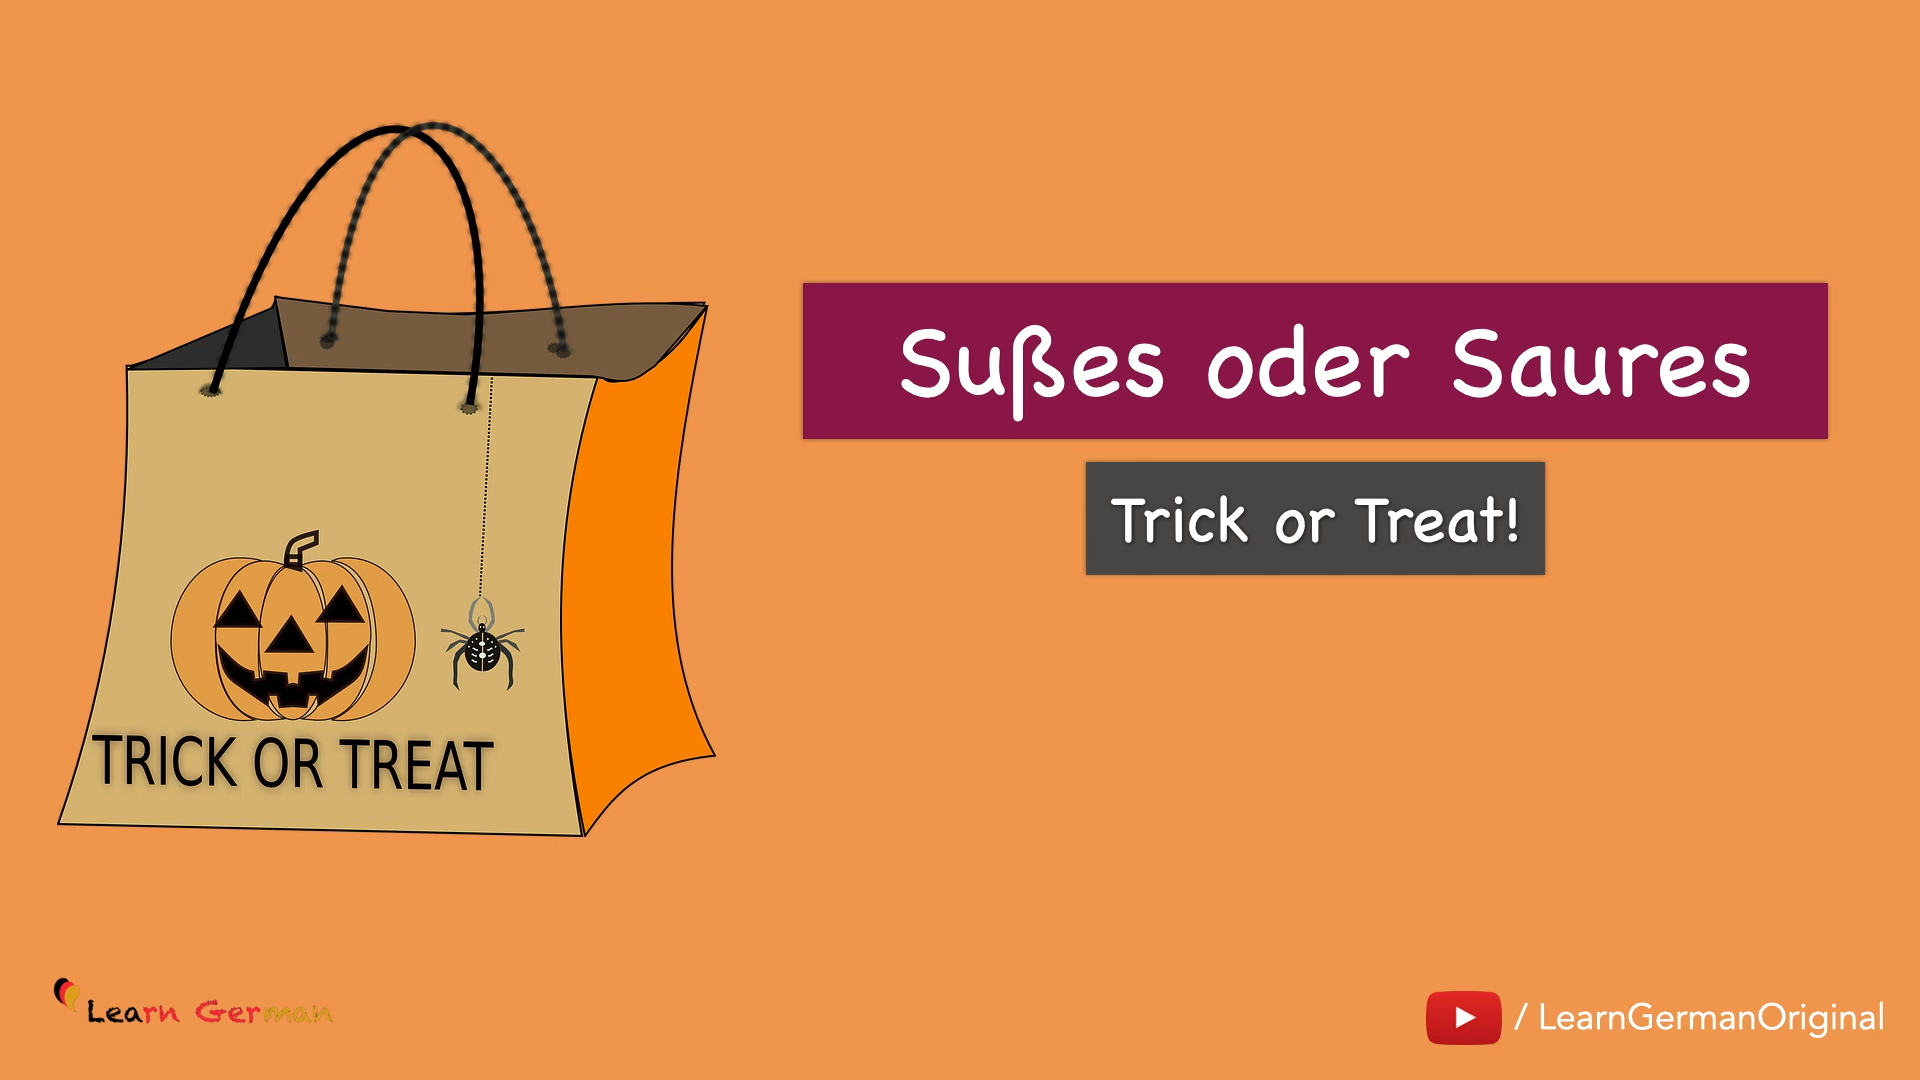 Sußes oder Saures
Trick or Treat!
TRICK OR TREAT
Learn German
/ LearnGermanOriginal